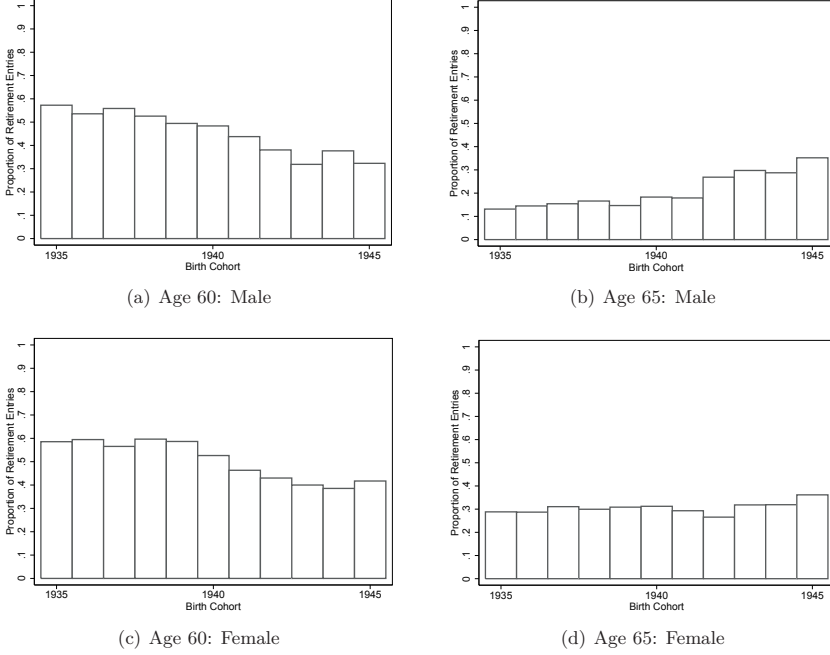 Proportion of Retirement Entries
0 .1 .2 .3 .4 .5 .6 .7 .8 .9 1
1935 1940 1945
Birth Cohort
(a) Age 60: Male
Proportion of Retirement Entries
0 .1 .2 .3 .4 .5 .6 .7 .8 .9 1
1935 1940 1945
Birth Cohort
(b) Age 65: Male
Proportion of Retirement Entries
0 .1 .2 .3 .4 .5 .6 .7 .8 .9 1
1935 1940 1945
Birth Cohort
(c) Age 60: Female
Proportion of Retirement Entries
0 .1 .2 .3 .4 .5 .6 .7 .8 .9 1
1935 1940 1945
Birth Cohort
(d) Age 65: Female